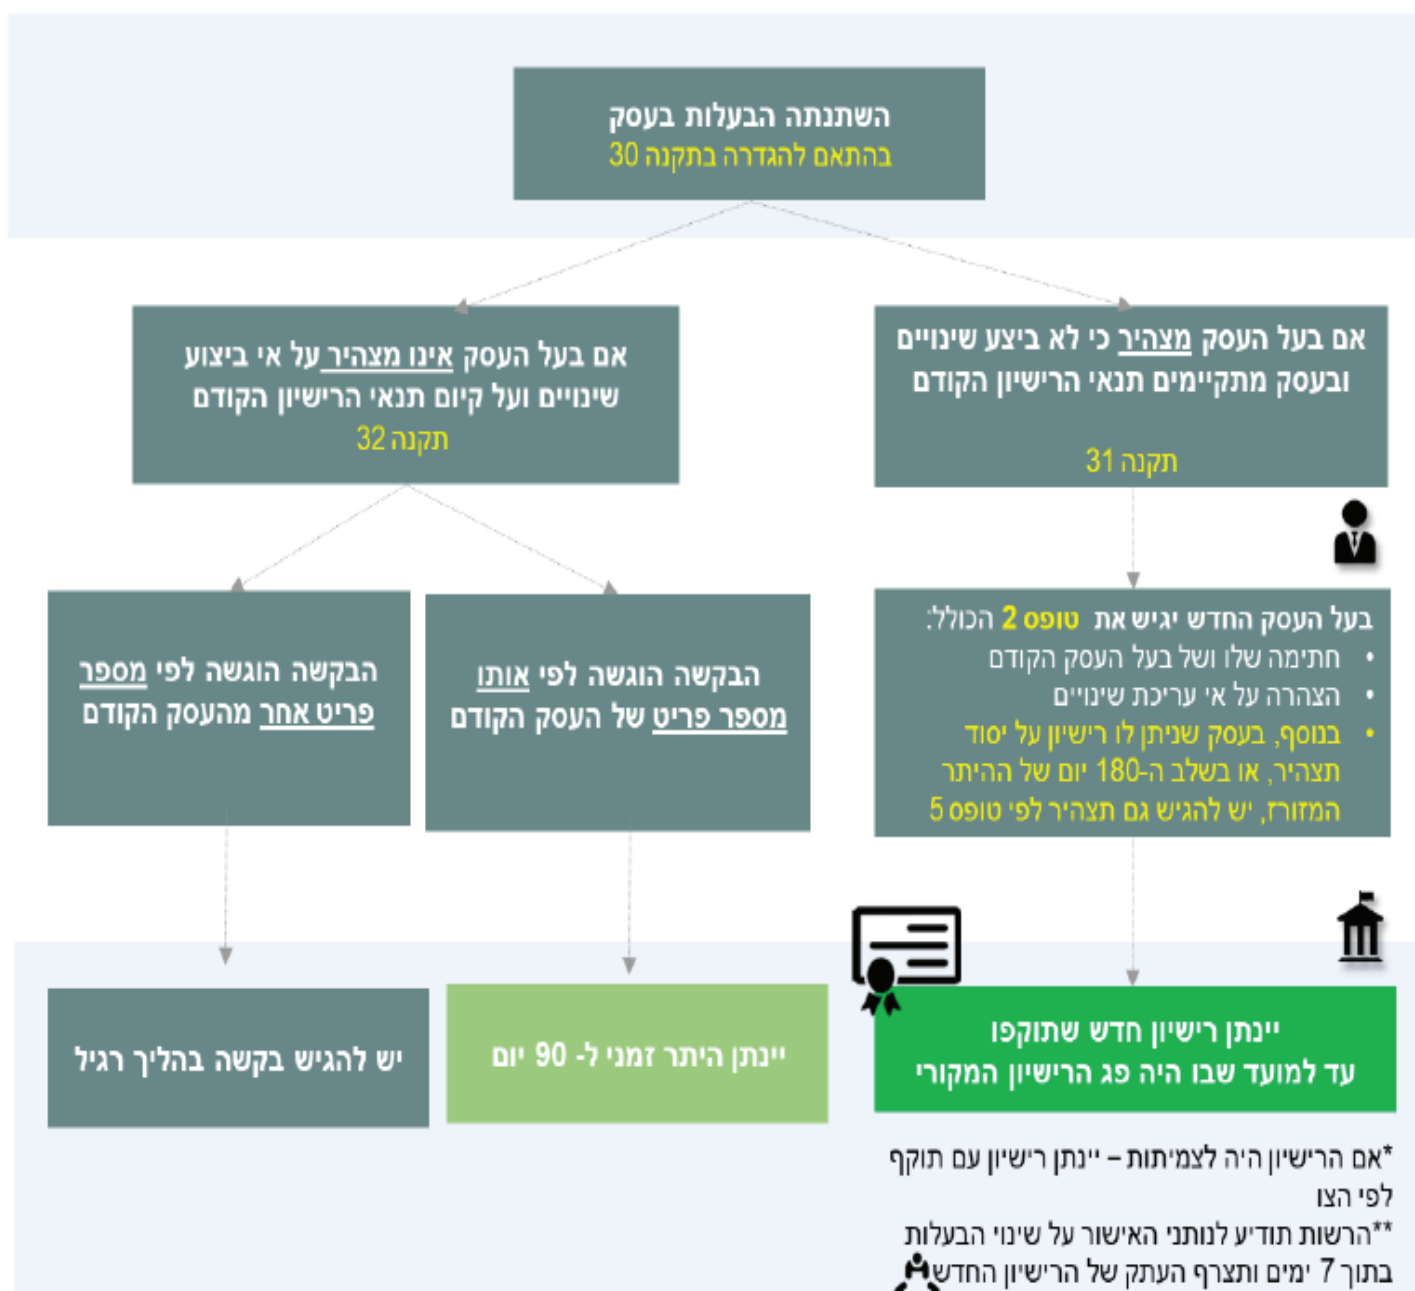 השתנתה הבעלות בעסק
בהתאם להגדרה בתקנה 30
אם בעל העסק מצהיר כי לא ביצע שינויים
ובעסק מתקיימים תנאי הרישיון הקודם
תקנה 31
אם בעל העסק אינו מצהיר על אי ביצוע
שינויים ועל קיום תנאי הרישיון הקודם
תקנה 32
בעל העסק החדש יגיש את טופס 2 הכולל:
• חתימה שלו ושל בעל העסק הקודם
• הצהרה על אי עריכת שינויים
• בנוסף, בעסק שניתן לו רישיון על יסוד
תצהיר, או בשלב ה-180 יום של ההיתר
המזורז, יש להגיש גם תצהיר לפי טופס 5
הבקשה הוגשה לפי אותו
מספר פריט של העסק הקודם
הבקשה הוגשה לפי מספר
פריט אחר מהעסק הקודם
יינתן רישיון חדש שתוקפו
עד למועד שבו היה פג הרישיון המקורי
יינתן היתר זמני ל- 90 יום
יש להגיש בקשה בהליך רגיל
*אם הרישיון היה לצמיתות – יינתן רישיון עם תוקף
לפי הצו
**הרשות תודיע לנותני האישור על שינוי הבעלות
בתוך 7 ימים ותצרף העתק של הרישיון החדש